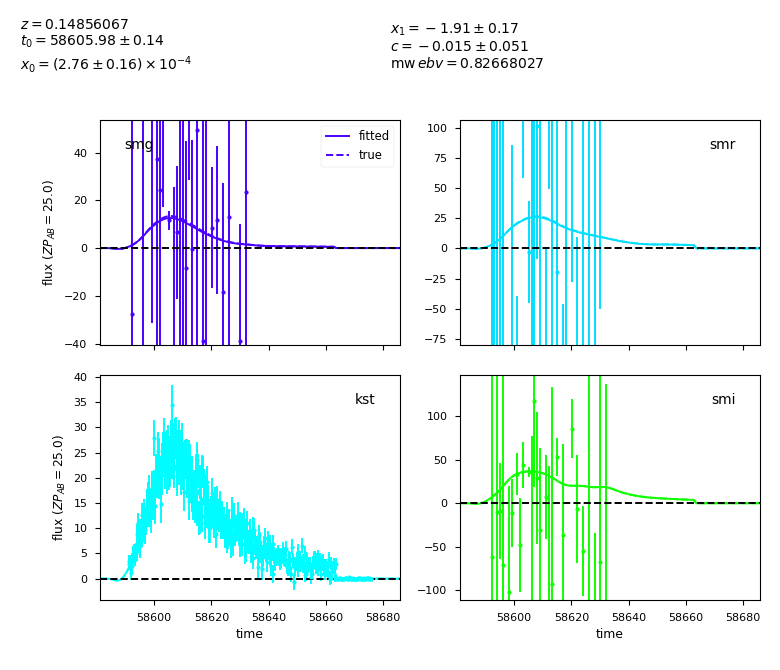 z = 0.14856067
t₀ = 58605.98 ± 0.14
x₀ = (2.76 ± 0.16) × 10⁻⁴
x₁ = −1.91 ± 0.17
c = −0.015 ± 0.051
mw ebv = 0.82668027
smg
fitted
true
flux (ZP_AB = 25.0)
40
20
0
−20
−40
smr
100
75
50
25
0
−25
−50
−75
kst
flux (ZP_AB = 25.0)
40
35
30
25
20
15
10
5
0
58600 58620 58640 58660 58680
time
smi
100
50
0
−50
−100
58600 58620 58640 58660 58680
time